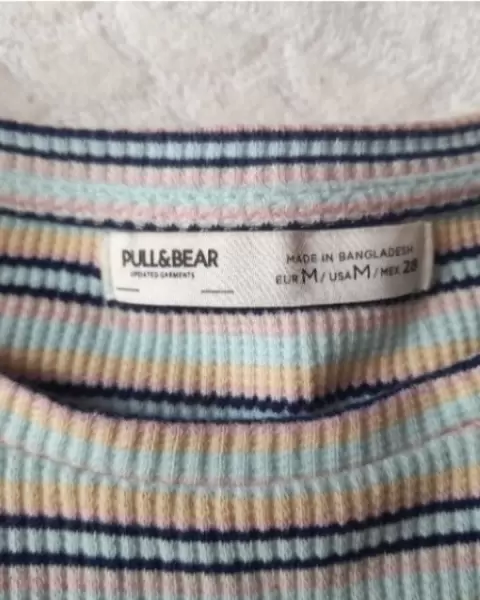 PULL&BEAR
UPDATED GARMENTS
MADE IN BANGLADESH
EUR M / USA M / MEX 28